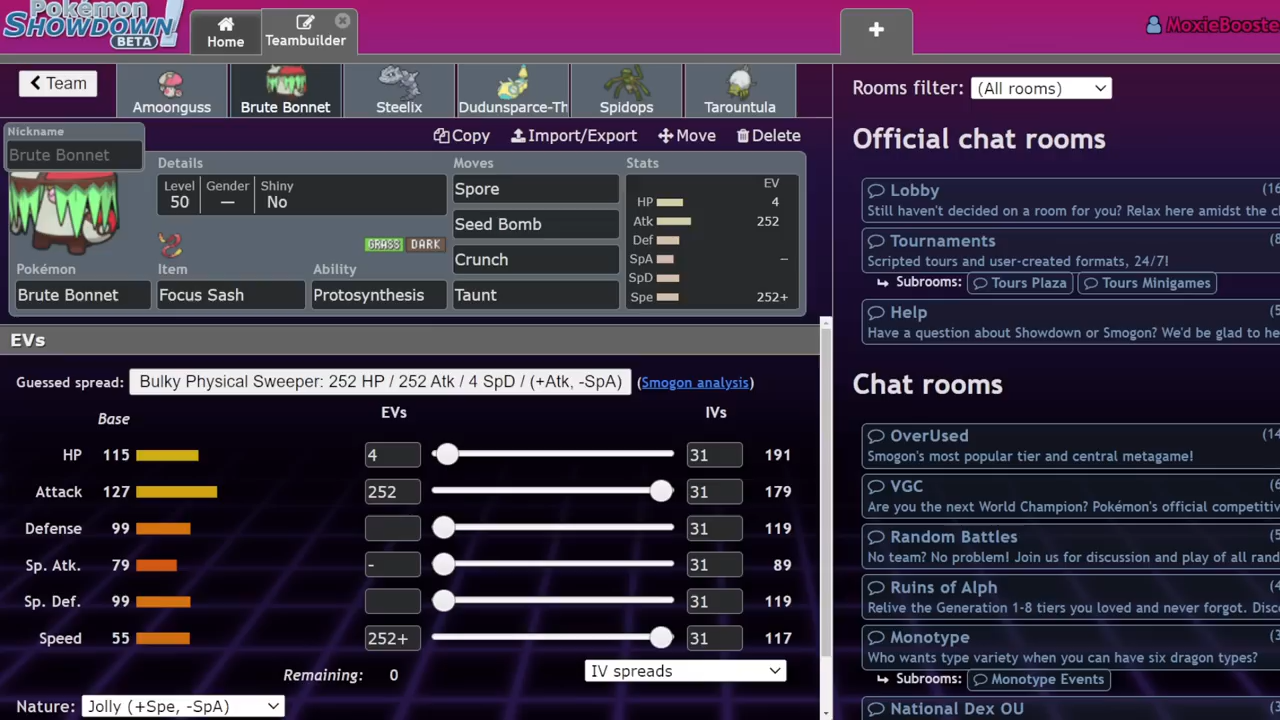 Pokémon
SHOWDOWN!
BETA
Home
Teambuilder
+
MoxieBooste
< Team
Amoonguss
Brute Bonnet
Steelix
Dudunsparce-Th
Spidops
Tarountula
Copy
Import/Export
Move
Delete
Nickname
Brute Bonnet
Details
Level
50
Gender
—
Shiny
No
GRASS DARK
Pokémon
Brute Bonnet
Item
Focus Sash
Ability
Protosynthesis
Moves
Spore
Seed Bomb
Crunch
Taunt
Stats
EV
HP 4
Atk 252
Def
SpA –
SpD
Spe 252+
EVs
Guessed spread: Bulky Physical Sweeper: 252 HP / 252 Atk / 4 SpD / (+Atk, -SpA) (Smogon analysis)
Base EVs IVs
HP 115 4 31 191
Attack 127 252 31 179
Defense 99 31 119
Sp. Atk. 79 - 31 89
Sp. Def. 99 31 119
Speed 55 252+ 31 117
Remaining: 0
IV spreads
Nature: Jolly (+Spe, -SpA)
Rooms filter: (All rooms)
Official chat rooms
Lobby (16
Still haven't decided on a room for you? Relax here amidst the c
Tournaments (8
Scripted tours and user-created formats, 24/7!
Subrooms: Tours Plaza Tours Minigames
Help (5
Have a question about Showdown or Smogon? We'd be glad to he
Chat rooms
OverUsed (14
Smogon's most popular tier and central metagame!
VGC (6
Are you the next World Champion? Pokémon's official competitiv
Random Battles (5
No team? No problem! Join us for discussion and play of all rand
Ruins of Alph (4
Relive the Generation 1-8 tiers you loved and never forgot. Disc
Monotype (3
Who wants type variety when you can have six dragon types?
Subrooms: Monotype Events
National Dex OU (3